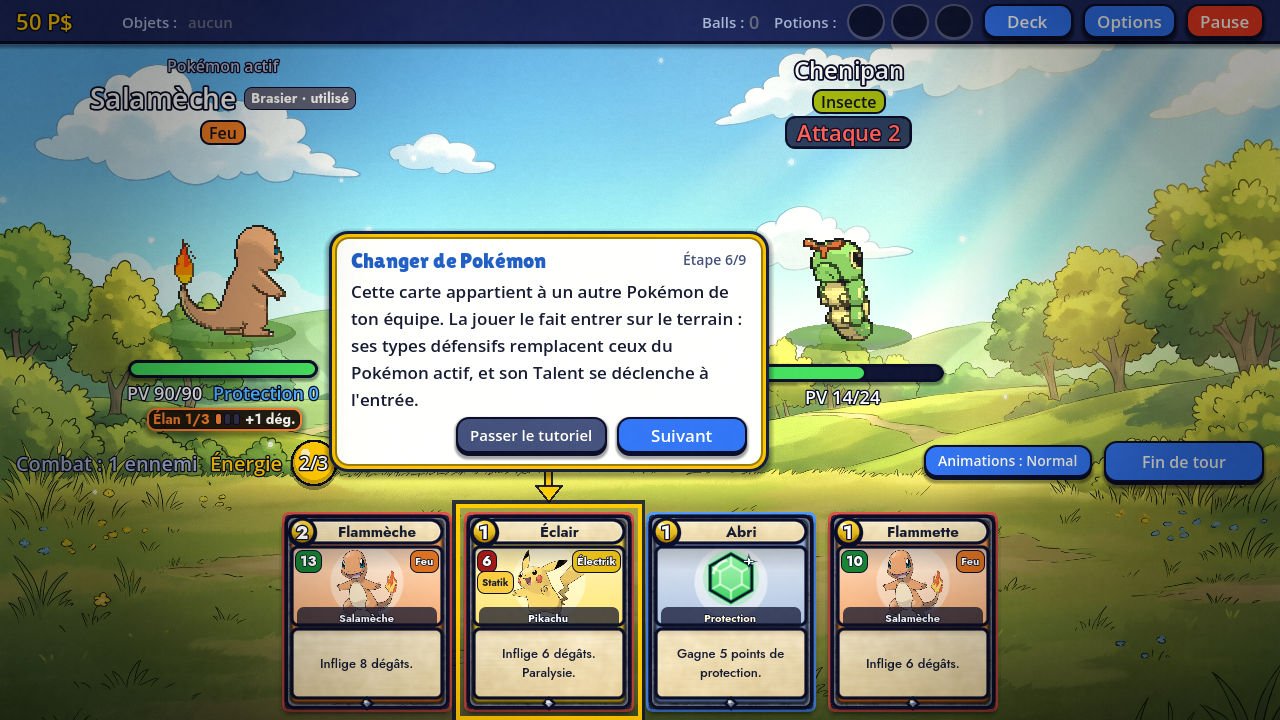 50 P$
Objets : aucun
Balls : 0
Potions :
Deck
Options
Pause
Pokémon actif
Salamèche
Brasier · utilisé
Feu
Chenipan
Insecte
Attaque 2
Changer de Pokémon
Étape 6/9
Cette carte appartient à un autre Pokémon de
ton équipe. La jouer le fait entrer sur le terrain :
ses types défensifs remplacent ceux du
Pokémon actif, et son Talent se déclenche à
l'entrée.
Passer le tutoriel
Suivant
PV 90/90 Protection 0
Élan 1/3 +1 dég.
PV 14/24
Combat : 1 ennemi
Énergie 2/3
Animations : Normal
Fin de tour
2 Flammèche
13 Feu
Salamèche
Inflige 8 dégâts.
1 Éclair
6 Électrik
Statik
Pikachu
Inflige 6 dégâts.
Paralysie.
1 Abri
Protection
Gagne 5 points de
protection.
1 Flammette
10 Feu
Salamèche
Inflige 6 dégâts.